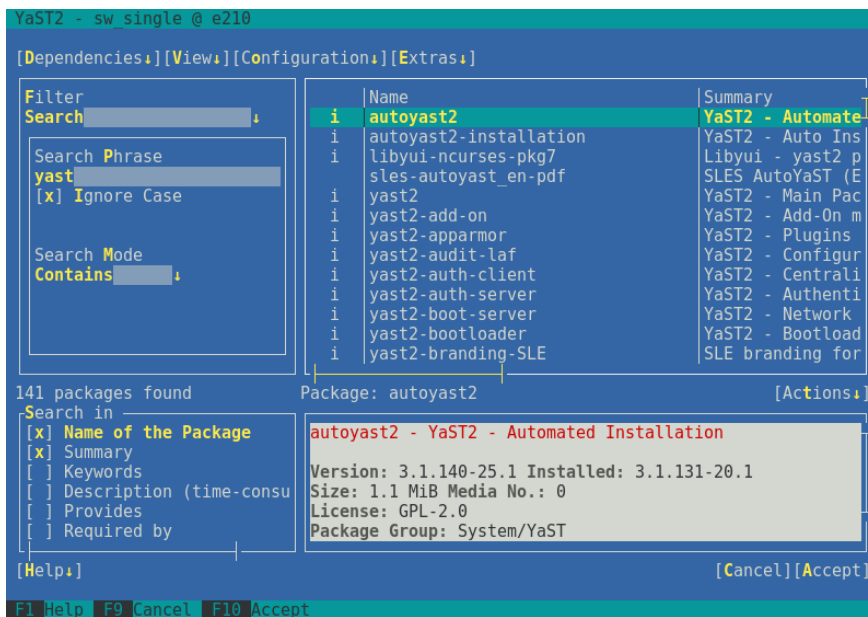 YaST2 - sw_single @ e210
[Dependencies↓][View↓][Configuration↓][Extras↓]
Filter
Search ↓
Search Phrase
yast
[x] Ignore Case
Search Mode
Contains ↓
Name Summary
i autoyast2 YaST2 - Automate
i autoyast2-installation YaST2 - Auto Ins
i libyui-ncurses-pkg7 Libyui - yast2 p
sles-autoyast_en-pdf SLES AutoYaST (E
i yast2 YaST2 - Main Pac
i yast2-add-on YaST2 - Add-On m
i yast2-apparmor YaST2 - Plugins
i yast2-audit-laf YaST2 - Configur
i yast2-auth-client YaST2 - Centrali
i yast2-auth-server YaST2 - Authenti
i yast2-boot-server YaST2 - Network
i yast2-bootloader YaST2 - Bootload
i yast2-branding-SLE SLE branding for
141 packages found
Package: autoyast2 [Actions↓]
Search in
[x] Name of the Package
[x] Summary
[ ] Keywords
[ ] Description (time-consu
[ ] Provides
[ ] Required by
autoyast2 - YaST2 - Automated Installation
Version: 3.1.140-25.1 Installed: 3.1.131-20.1
Size: 1.1 MiB Media No.: 0
License: GPL-2.0
Package Group: System/YaST
[Help↓] [Cancel][Accept]
F1 Help F9 Cancel F10 Accept